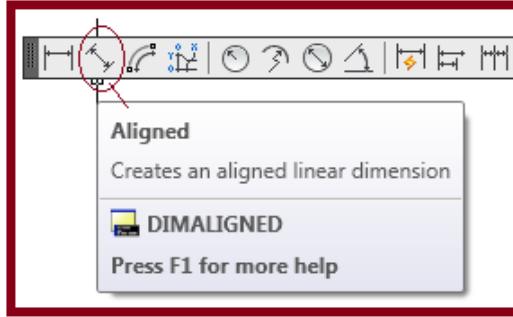 Aligned
Creates an aligned linear dimension
DIMALIGNED
Press F1 for more help